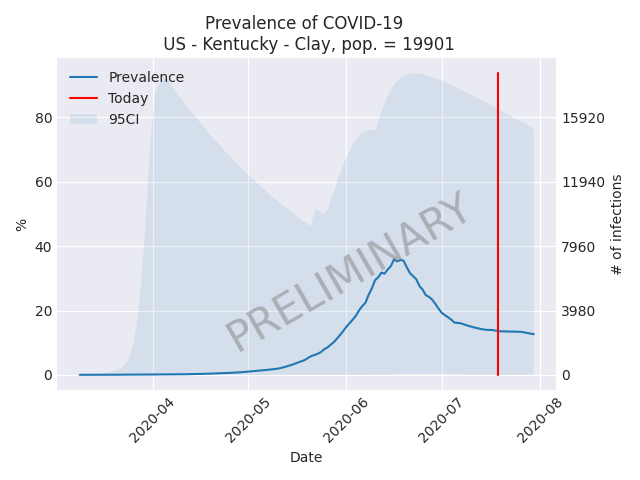 Prevalence of COVID-19
US - Kentucky - Clay, pop. = 19901
Prevalence
Today
95CI
80
60
40
20
0
%
15920
11940
7960
3980
0
# of infections
PRELIMINARY
2020-04
2020-05
2020-06
2020-07
2020-08
Date